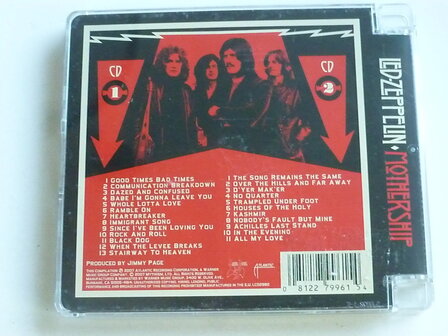 LED-ZEPPELIN ♦ MOTHERSHIP
CD
1
CD
2
1 GOOD TIMES BAD TIMES
2 COMMUNICATION BREAKDOWN
3 DAZED AND CONFUSED
4 BABE I'M GONNA LEAVE YOU
5 WHOLE LOTTA LOVE
6 RAMBLE ON
7 HEARTBREAKER
8 IMMIGRANT SONG
9 SINCE I'VE BEEN LOVING YOU
10 ROCK AND ROLL
11 BLACK DOG
12 WHEN THE LEVEE BREAKS
13 STAIRWAY TO HEAVEN
1 THE SONG REMAINS THE SAME
2 OVER THE HILLS AND FAR AWAY
3 D'YER MAK'ER
4 NO QUARTER
5 TRAMPLED UNDER FOOT
6 HOUSES OF THE HOLY
7 KASHMIR
8 NOBODY'S FAULT BUT MINE
9 ACHILLES LAST STAND
10 IN THE EVENING
11 ALL MY LOVE
PRODUCED BY JIMMY PAGE
ATLANTIC
0 81227 99615 4